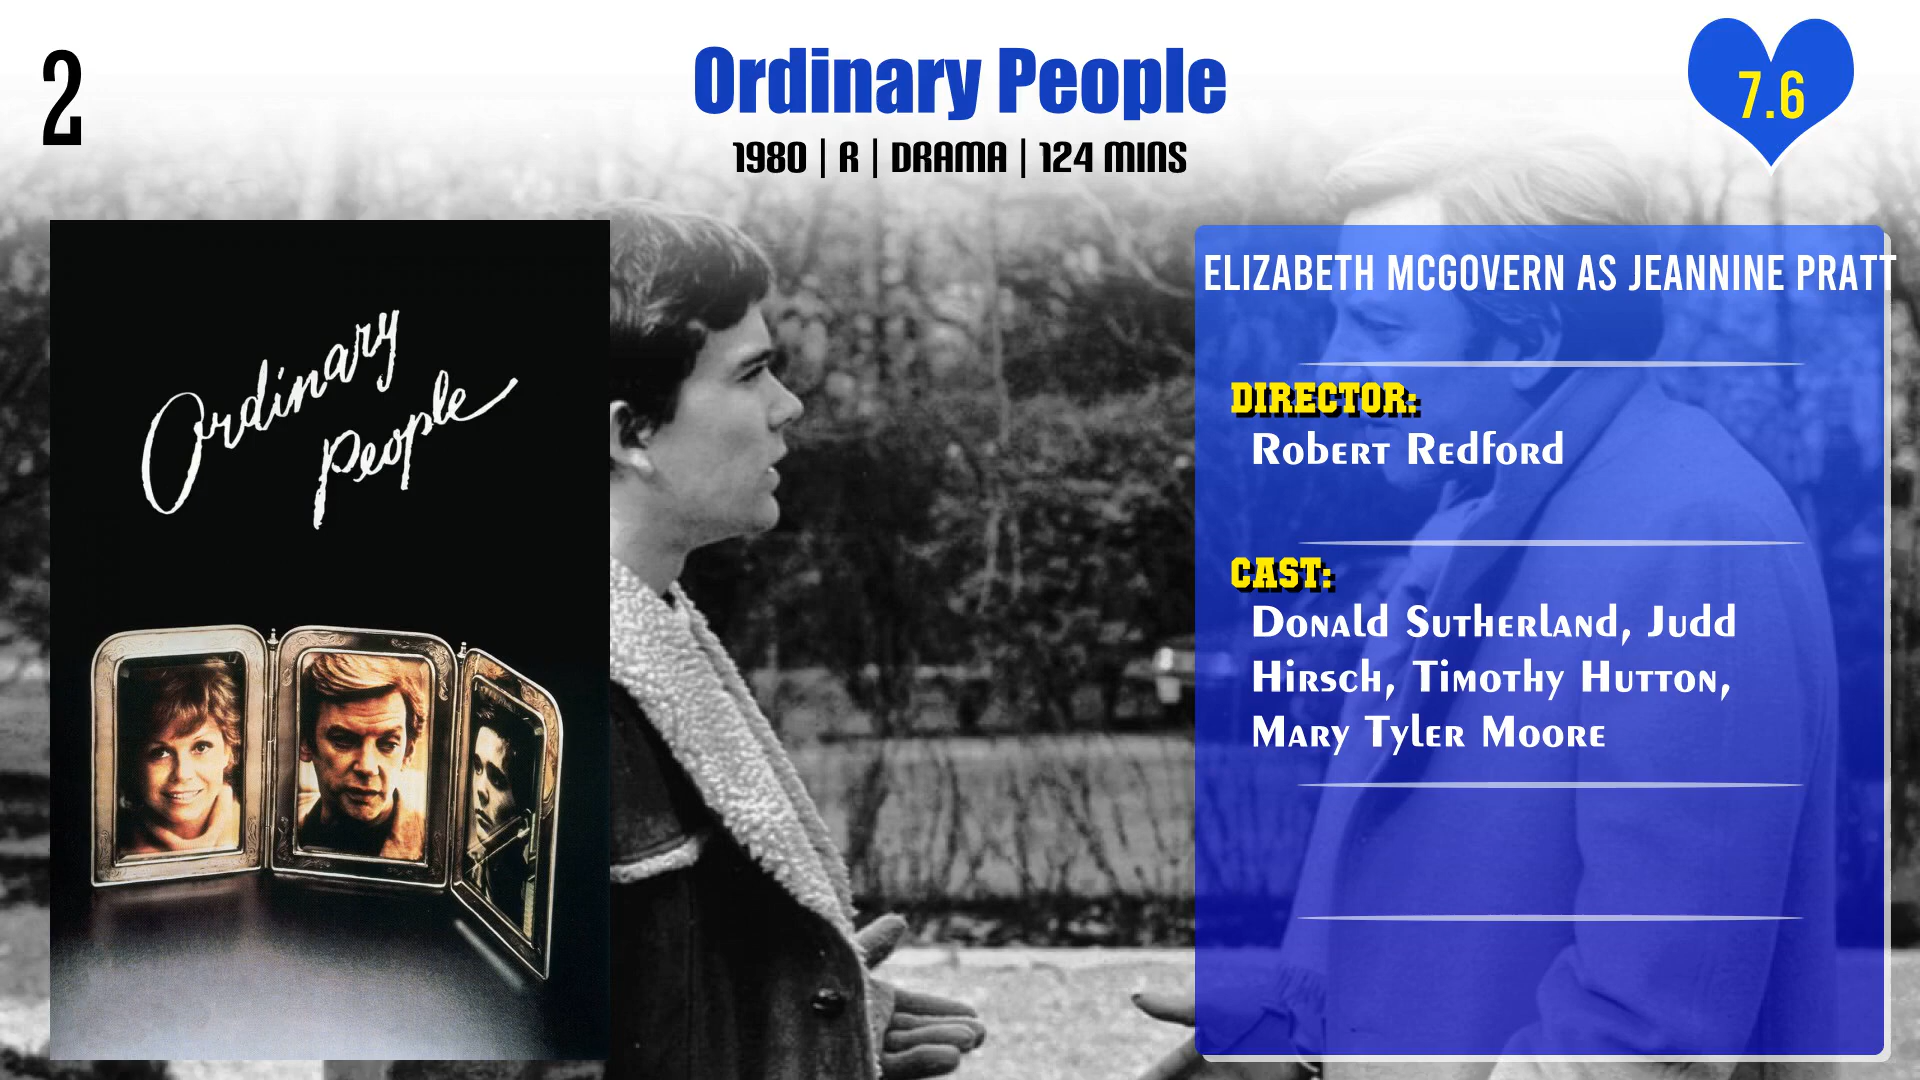 2
Ordinary People
7.6
1980 | R | DRAMA | 124 MINS
Ordinary
People
ELIZABETH MCGOVERN AS JEANNINE PRATT
DIRECTOR:
Robert Redford
CAST:
Donald Sutherland, Judd
Hirsch, Timothy Hutton,
Mary Tyler Moore